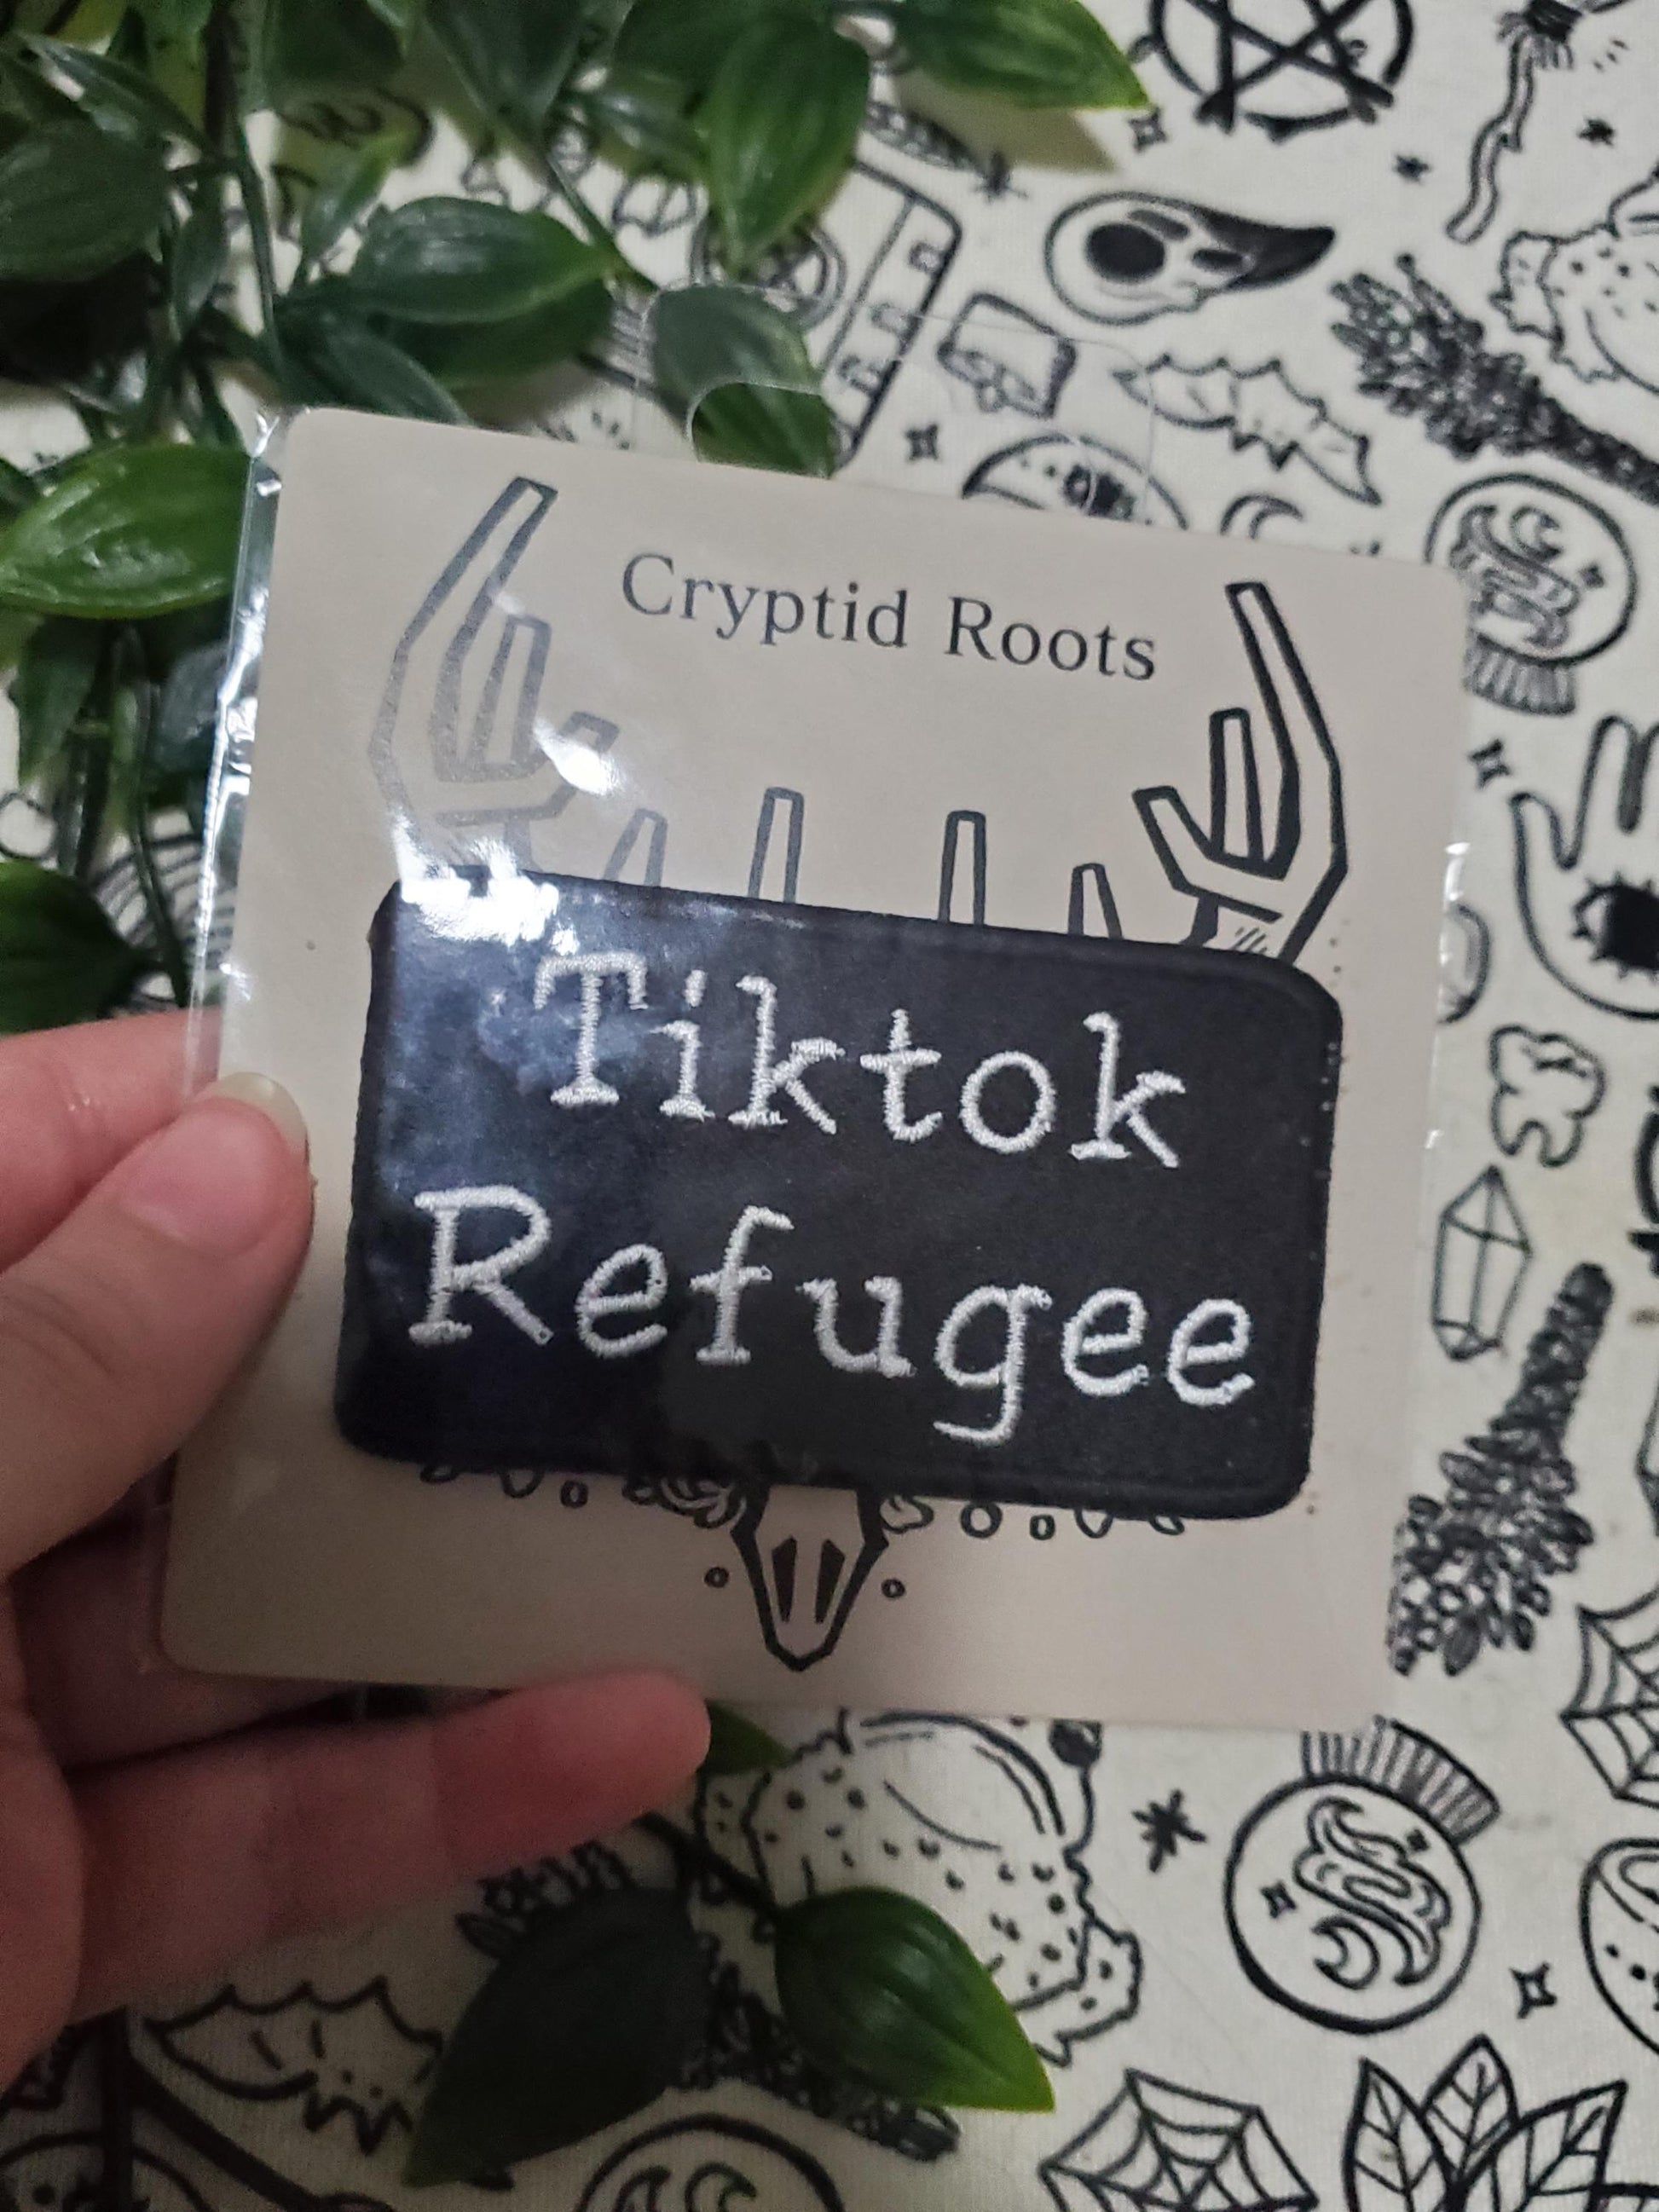 Cryptid Roots
Tiktok
Refugee